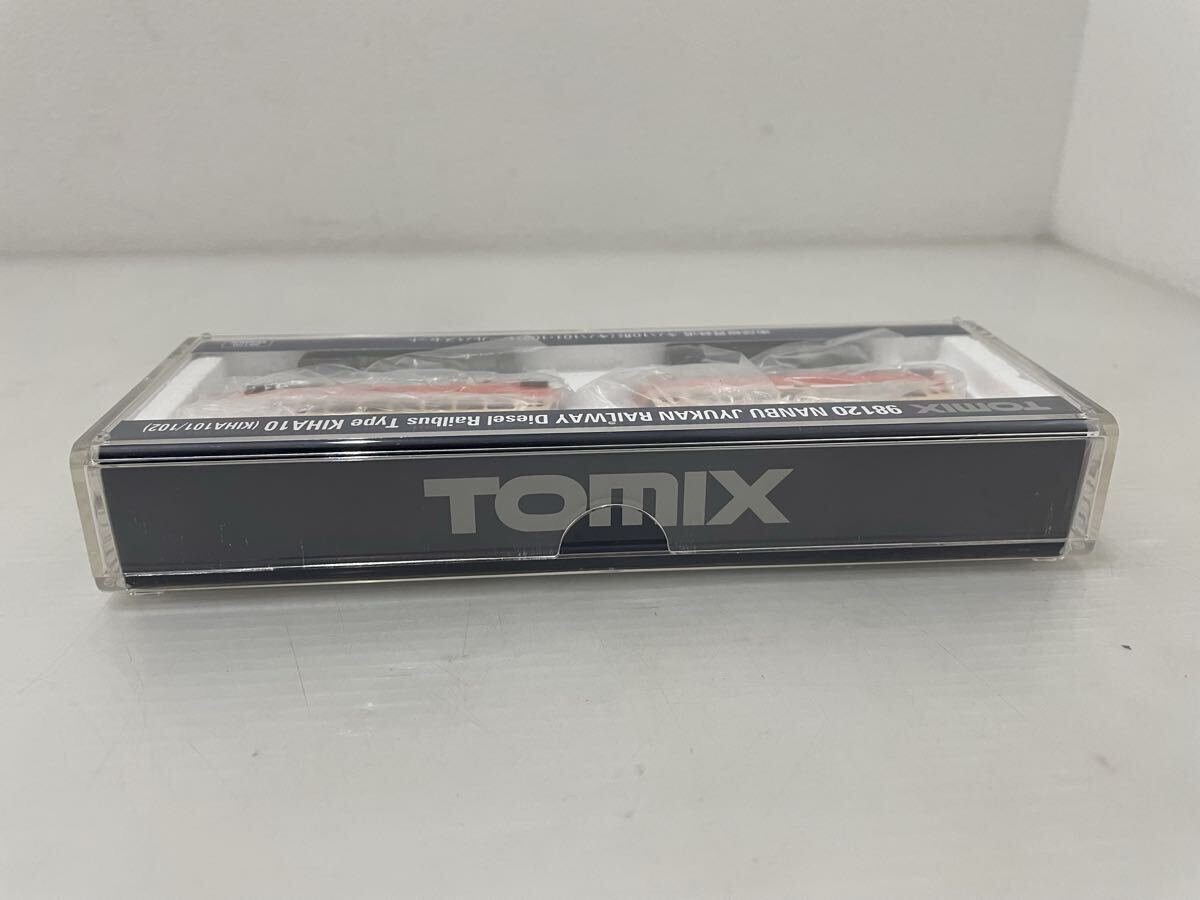 TOMIX 98120 NANBU JYUKAN RAILWAY Diesel Railbus Type KIHA10 (KIHA101/102)
TOMIX